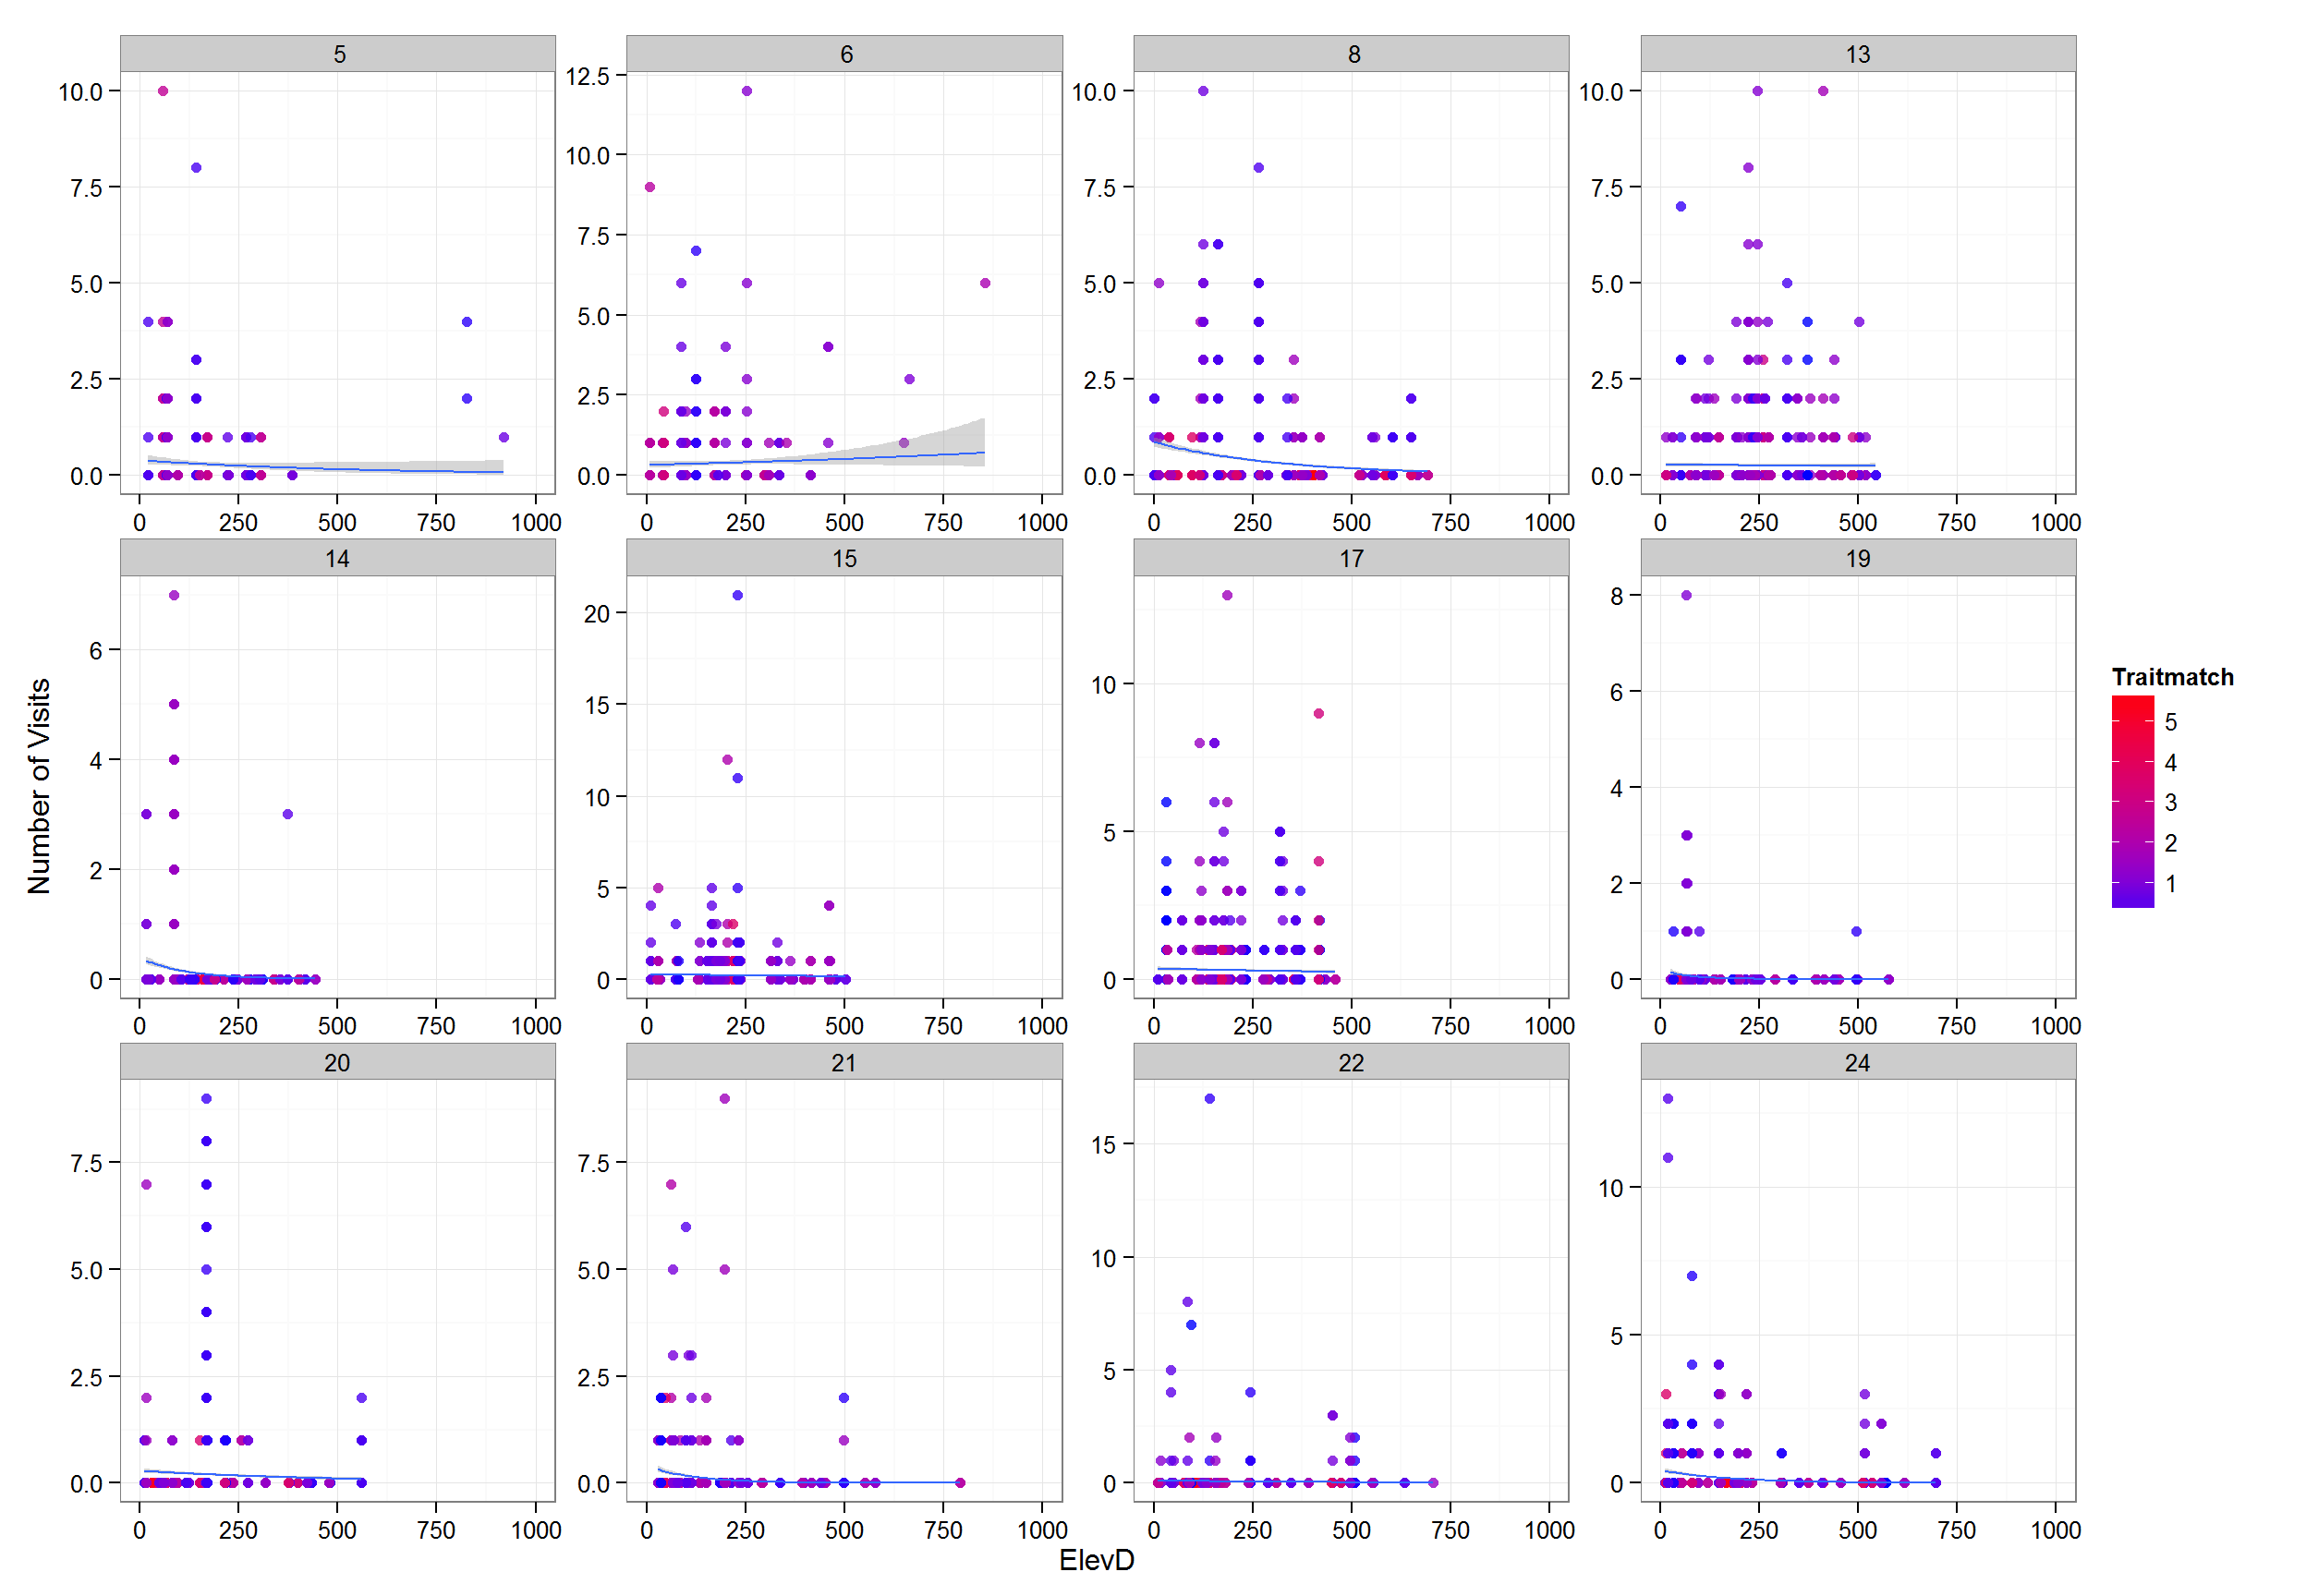 5 6 8 13
10.0 7.5 5.0 2.5 0.0
12.5 10.0 7.5 5.0 2.5 0.0
10.0 7.5 5.0 2.5 0.0
10.0 7.5 5.0 2.5 0.0
0 250 500 750 1000 0 250 500 750 1000 0 250 500 750 1000 0 250 500 750 1000
14 15 17 19
6 4 2 0
20 15 10 5 0
10 5 0
8 6 4 2 0
0 250 500 750 1000 0 250 500 750 1000 0 250 500 750 1000 0 250 500 750 1000
20 21 22 24
7.5 5.0 2.5 0.0
7.5 5.0 2.5 0.0
15 10 5 0
10 5 0
0 250 500 750 1000 0 250 500 750 1000 0 250 500 750 1000 0 250 500 750 1000
Number of Visits
ElevD
Traitmatch
5
4
3
2
1